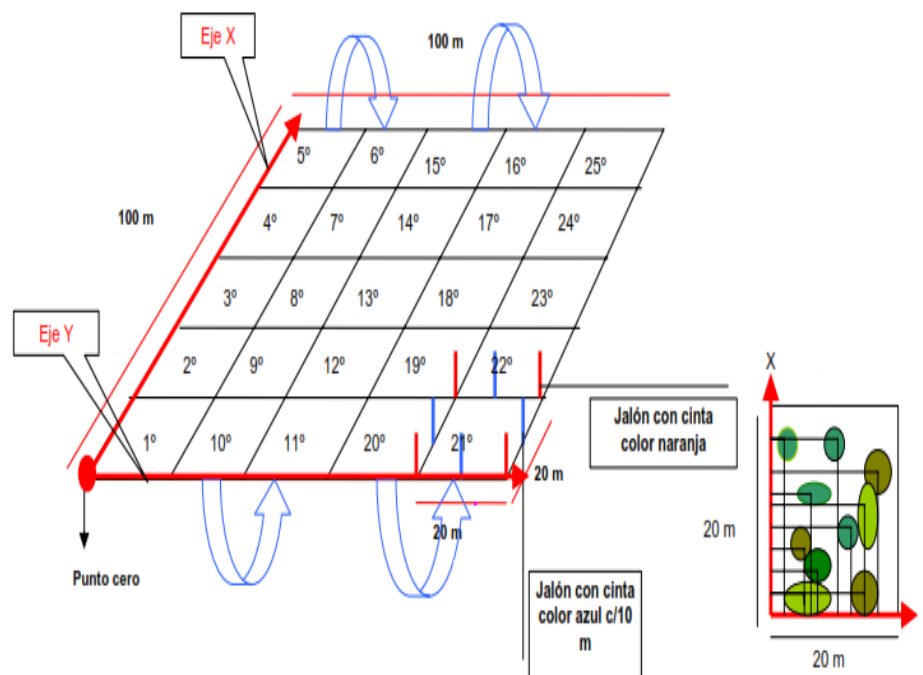 Eje X
100 m
5º 6º 15º 16º 25º
4º 7º 14º 17º 24º
100 m
3º 8º 13º 18º 23º
Eje Y
2º 9º 12º 19º 22º
1º 10º 11º 20º 21º
20 m
20 m
Punto cero
Jalón con cinta
color naranja
Jalón con cinta
color azul c/10
m
X
20 m
20 m